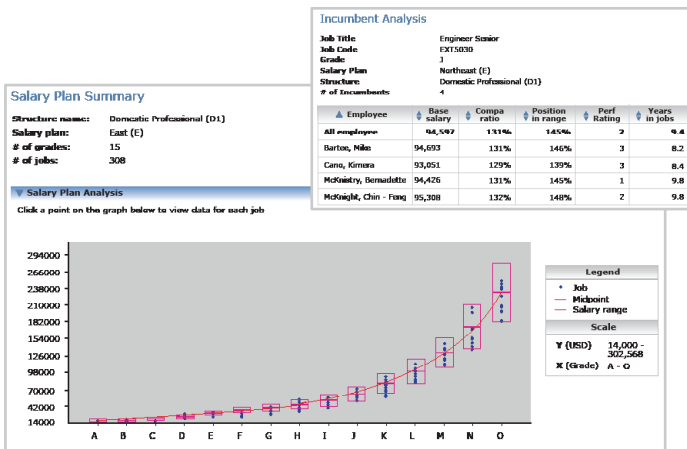 Incumbent Analysis
Job Title Engineer Senior
Job Code EXT5030
Grade J
Salary Plan Northeast (E)
Structure Domestic Professional (D1)
# of Incumbents 4
Employee Base salary Compa ratio Position in range Perf Rating Years in jobs
All employee 94,597 131% 145% 2 9.4
Bartee, Mike 94,693 131% 146% 3 8.2
Cano, Kimera 93,051 129% 139% 3 8.4
McKnistry, Bernadette 94,426 131% 145% 1 9.8
McKnight, Chin - Fang 95,308 132% 148% 2 9.8
Salary Plan Summary
Structure name: Domestic Professional (D1)
Salary plan: East (E)
# of grades: 15
# of jobs: 308
Salary Plan Analysis
Click a point on the graph below to view data for each job
294000
266000
238000
210000
182000
154000
126000
98000
70000
42000
14000
A B C D E F G H I J K L M N O
Legend
Job
Midpoint
Salary range
Scale
Y (USD) 14,000 -
302,568
X (Grade) A - O